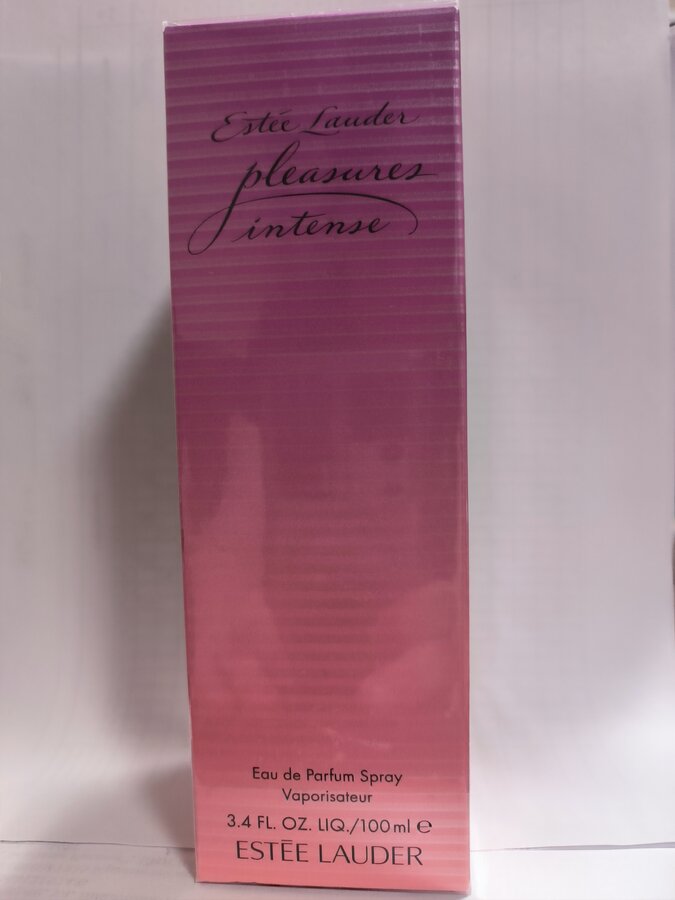 Estée Lauder
pleasures
intense
Eau de Parfum Spray
Vaporisateur
3.4 FL. OZ. LIQ./100 ml ℮
ESTĒE LAUDER